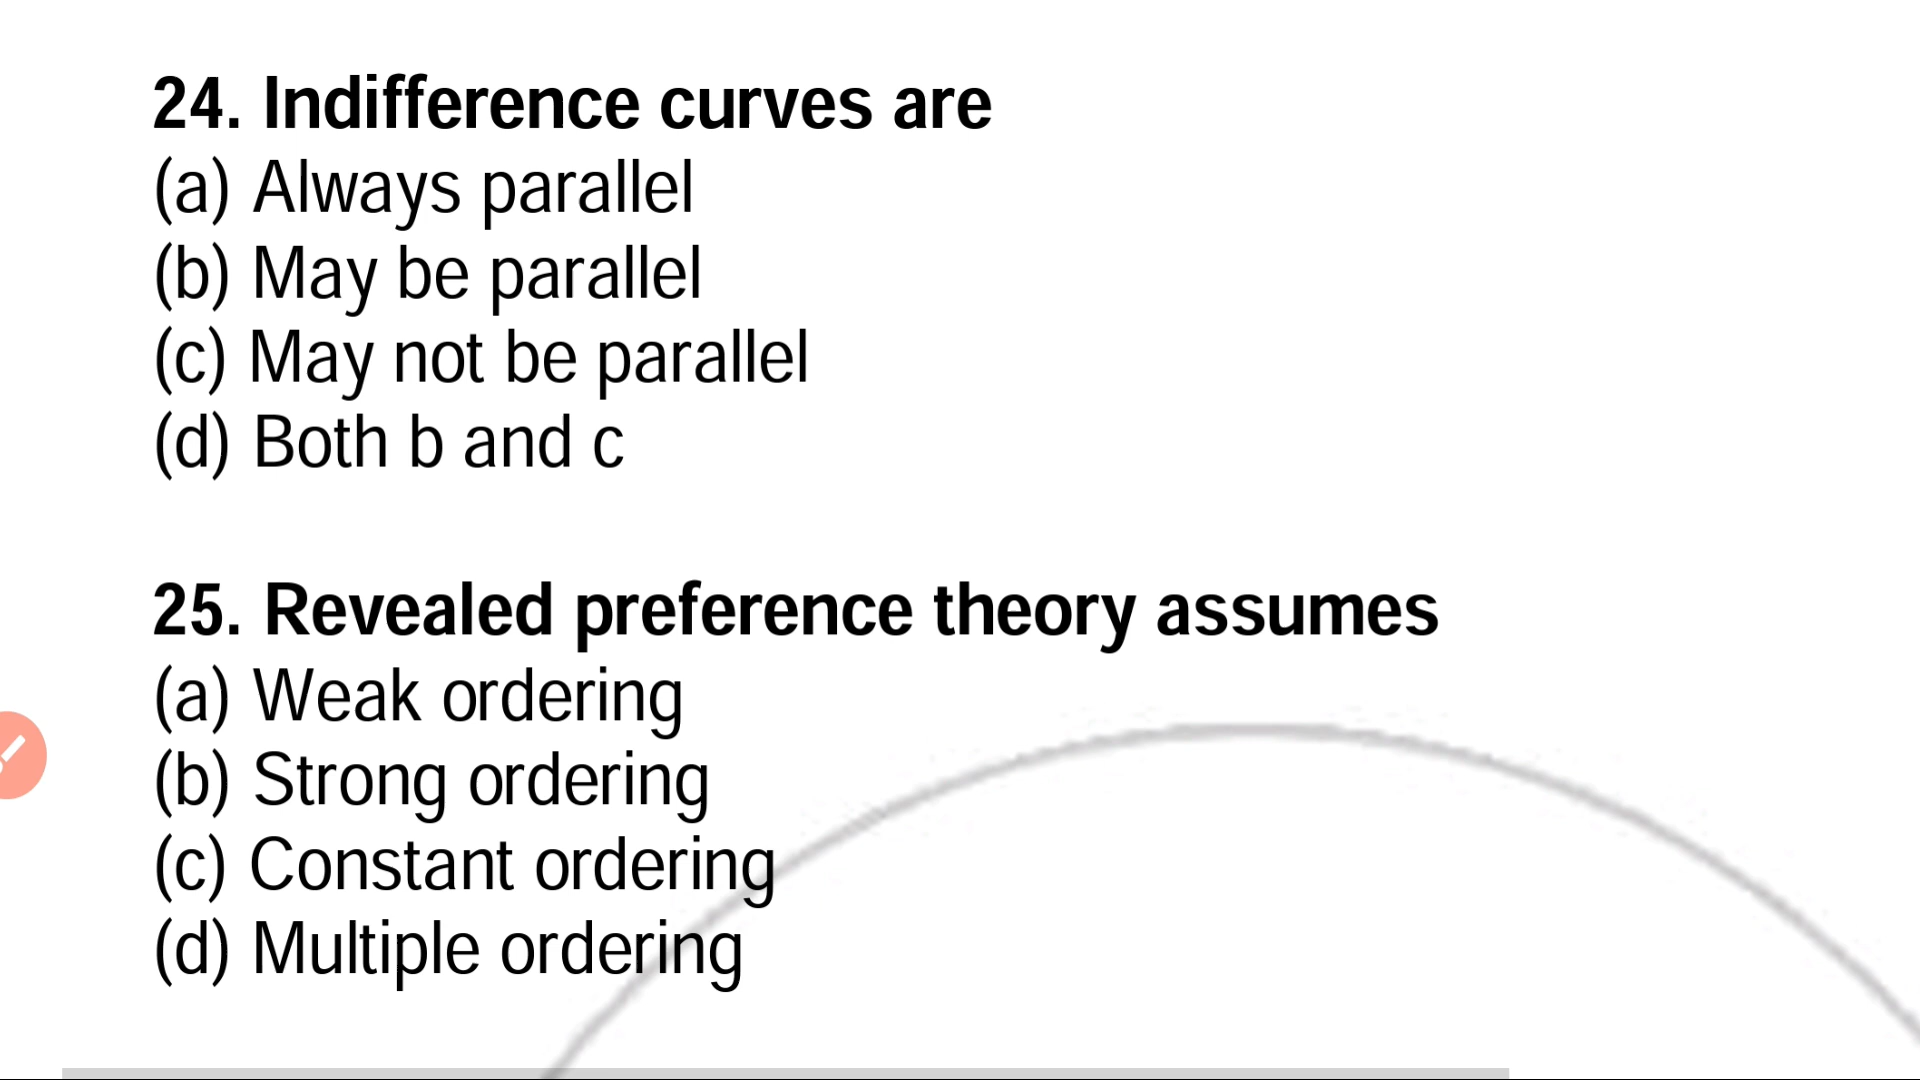 24. Indifference curves are
(a) Always parallel
(b) May be parallel
(c) May not be parallel
(d) Both b and c
25. Revealed preference theory assumes
(a) Weak ordering
(b) Strong ordering
(c) Constant ordering
(d) Multiple ordering